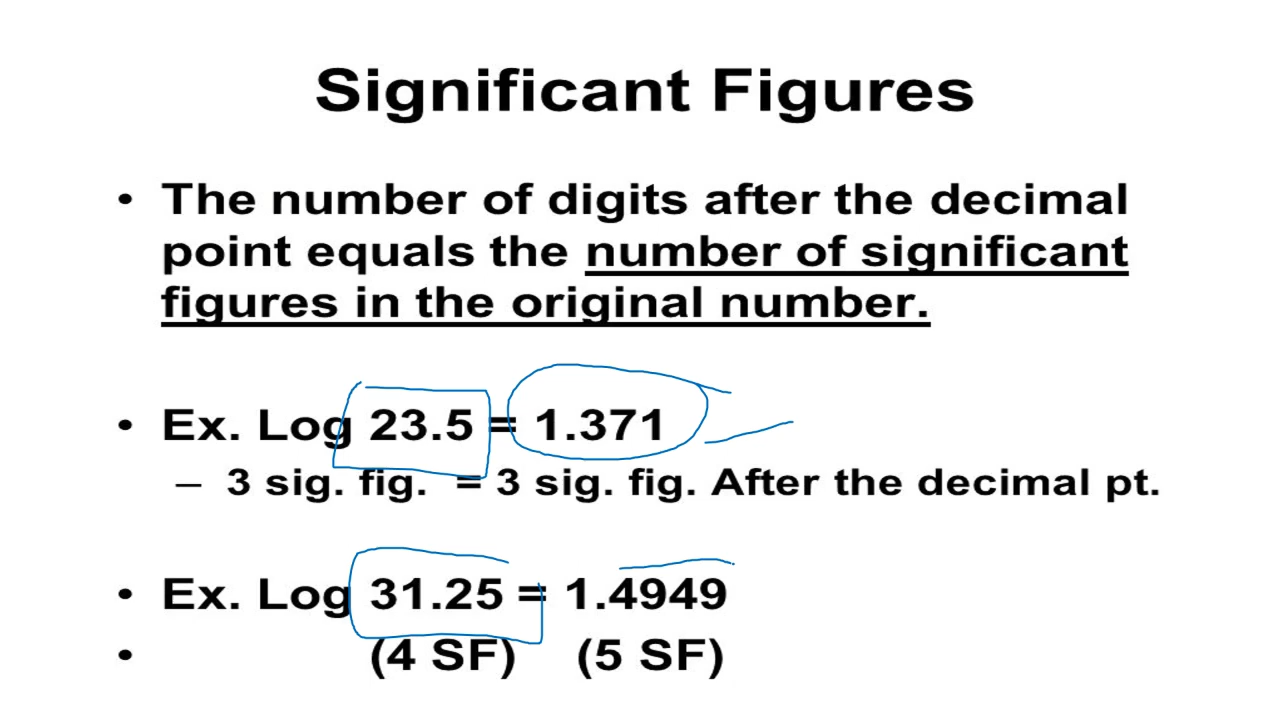 Significant Figures
• The number of digits after the decimal
point equals the number of significant
figures in the original number.
• Ex. Log 23.5 = 1.371
– 3 sig. fig. = 3 sig. fig. After the decimal pt.
• Ex. Log 31.25 = 1.4949
• (4 SF) (5 SF)